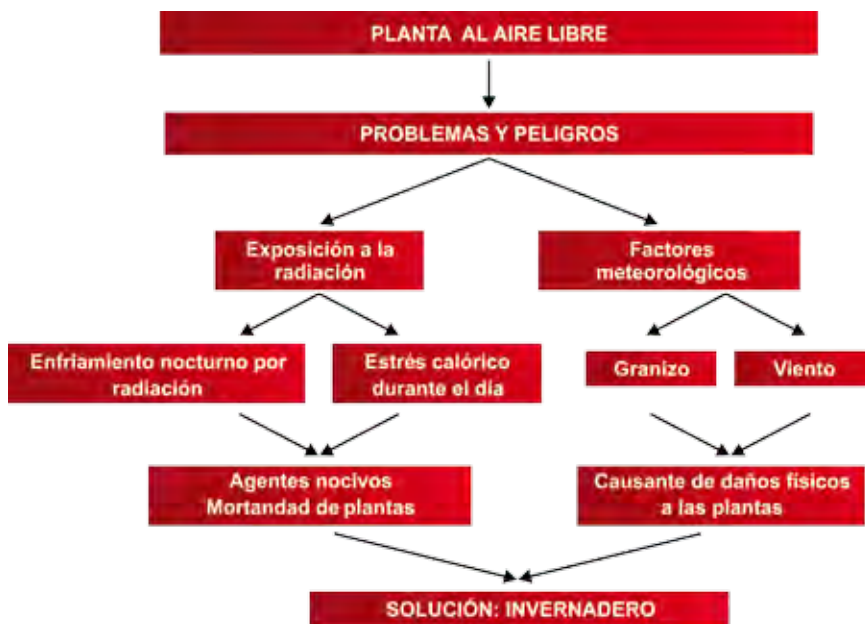 PLANTA AL AIRE LIBRE
PROBLEMAS Y PELIGROS
Exposición a la
radiación
Factores
meteorológicos
Enfriamiento nocturno por
radiación
Estrés calórico
durante el día
Granizo
Viento
Agentes nocivos
Mortandad de plantas
Causante de daños físicos
a las plantas
SOLUCIÓN: INVERNADERO